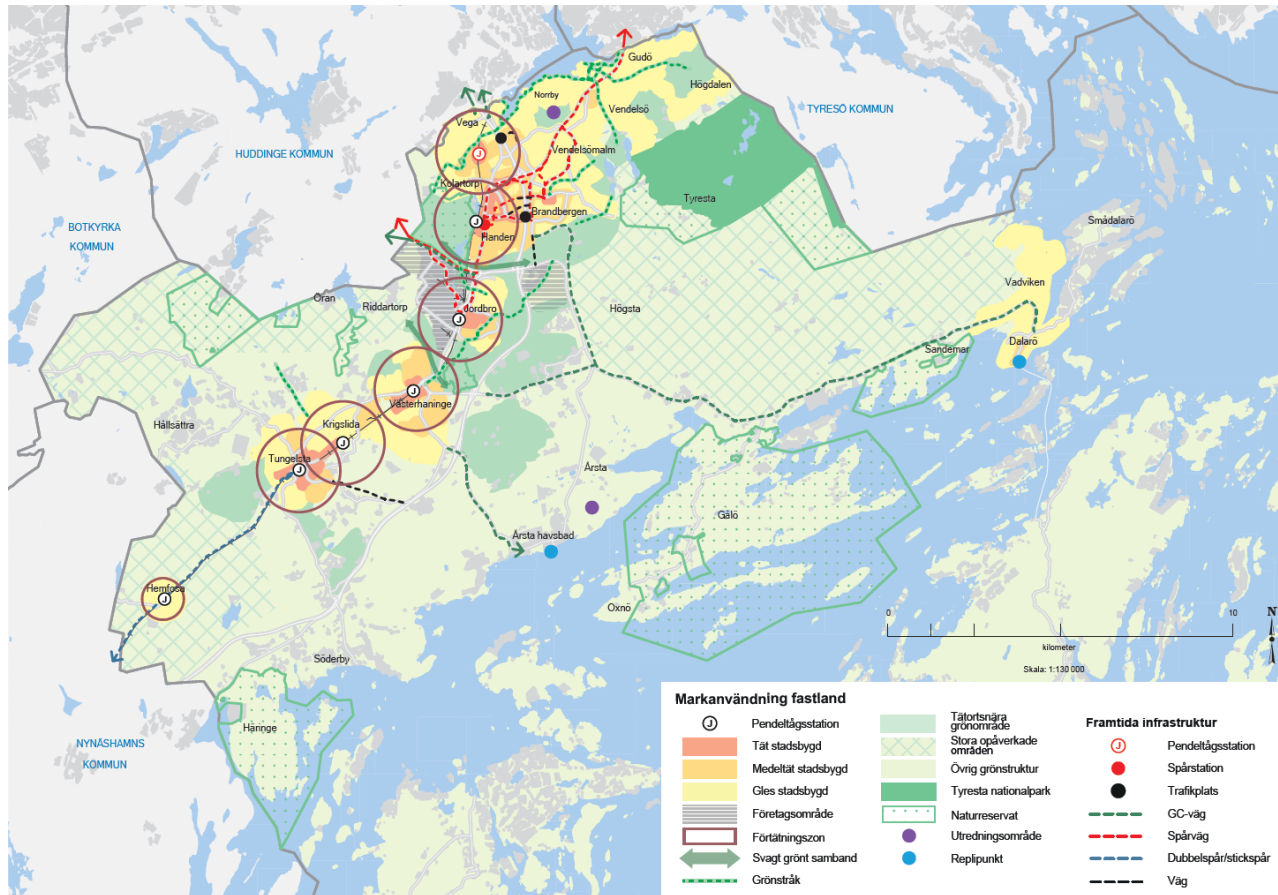 Gudö
Högdalen
Norrby
Vendelsö
TYRESÖ KOMMUN
Vega
J
HUDDINGE KOMMUN
Vendelsömalm
Kolartorp
Tyresta
Brandbergen
J
Handen
Smådalarö
BOTKYRKA
KOMMUN
Vadviken
Öran
Riddartorp
Jordbro
Högsta
J
Dalarö
Sandemar
J
Västerhaninge
Hållsättra
Krigslida
J
Tungelsta
J
Årsta
Gålö
Årsta havsbad
Hemfosa
J
Oxnö
0
10
N
kilometer
Skala: 1:130 000
Söderby
Häringe
NYNÄSHAMNS
KOMMUN
Markanvändning fastland
J
Pendeltågsstation
Tät stadsbygd
Medeltät stadsbygd
Gles stadsbygd
Företagsområde
Förtätningszon
Svagt grönt samband
Grönstråk
Tätortsnära
grönområde
Stora opåverkade
områden
Övrig grönstruktur
Tyresta nationalpark
Naturreservat
Utredningsområde
Replipunkt
Framtida infrastruktur
J
Pendeltågsstation
Spårstation
Trafikplats
GC-väg
Spårväg
Dubbelspår/stickspår
Väg